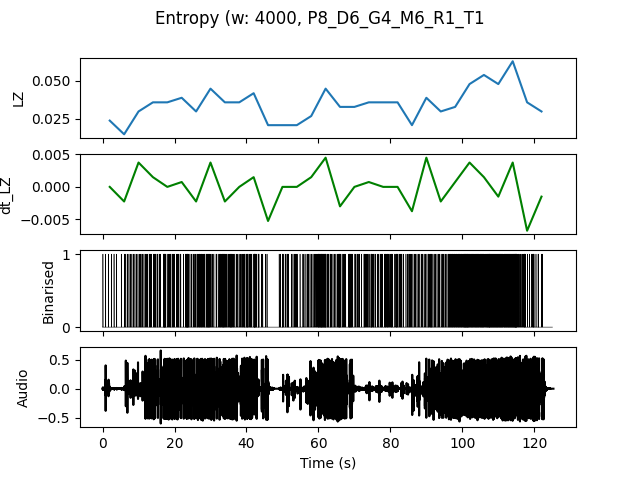 Entropy (w: 4000, P8_D6_G4_M6_R1_T1
LZ
0.050
0.025
dt_LZ
0.005
0.000
−0.005
Binarised
1
0
Audio
0.5
0.0
−0.5
0 20 40 60 80 100 120
Time (s)